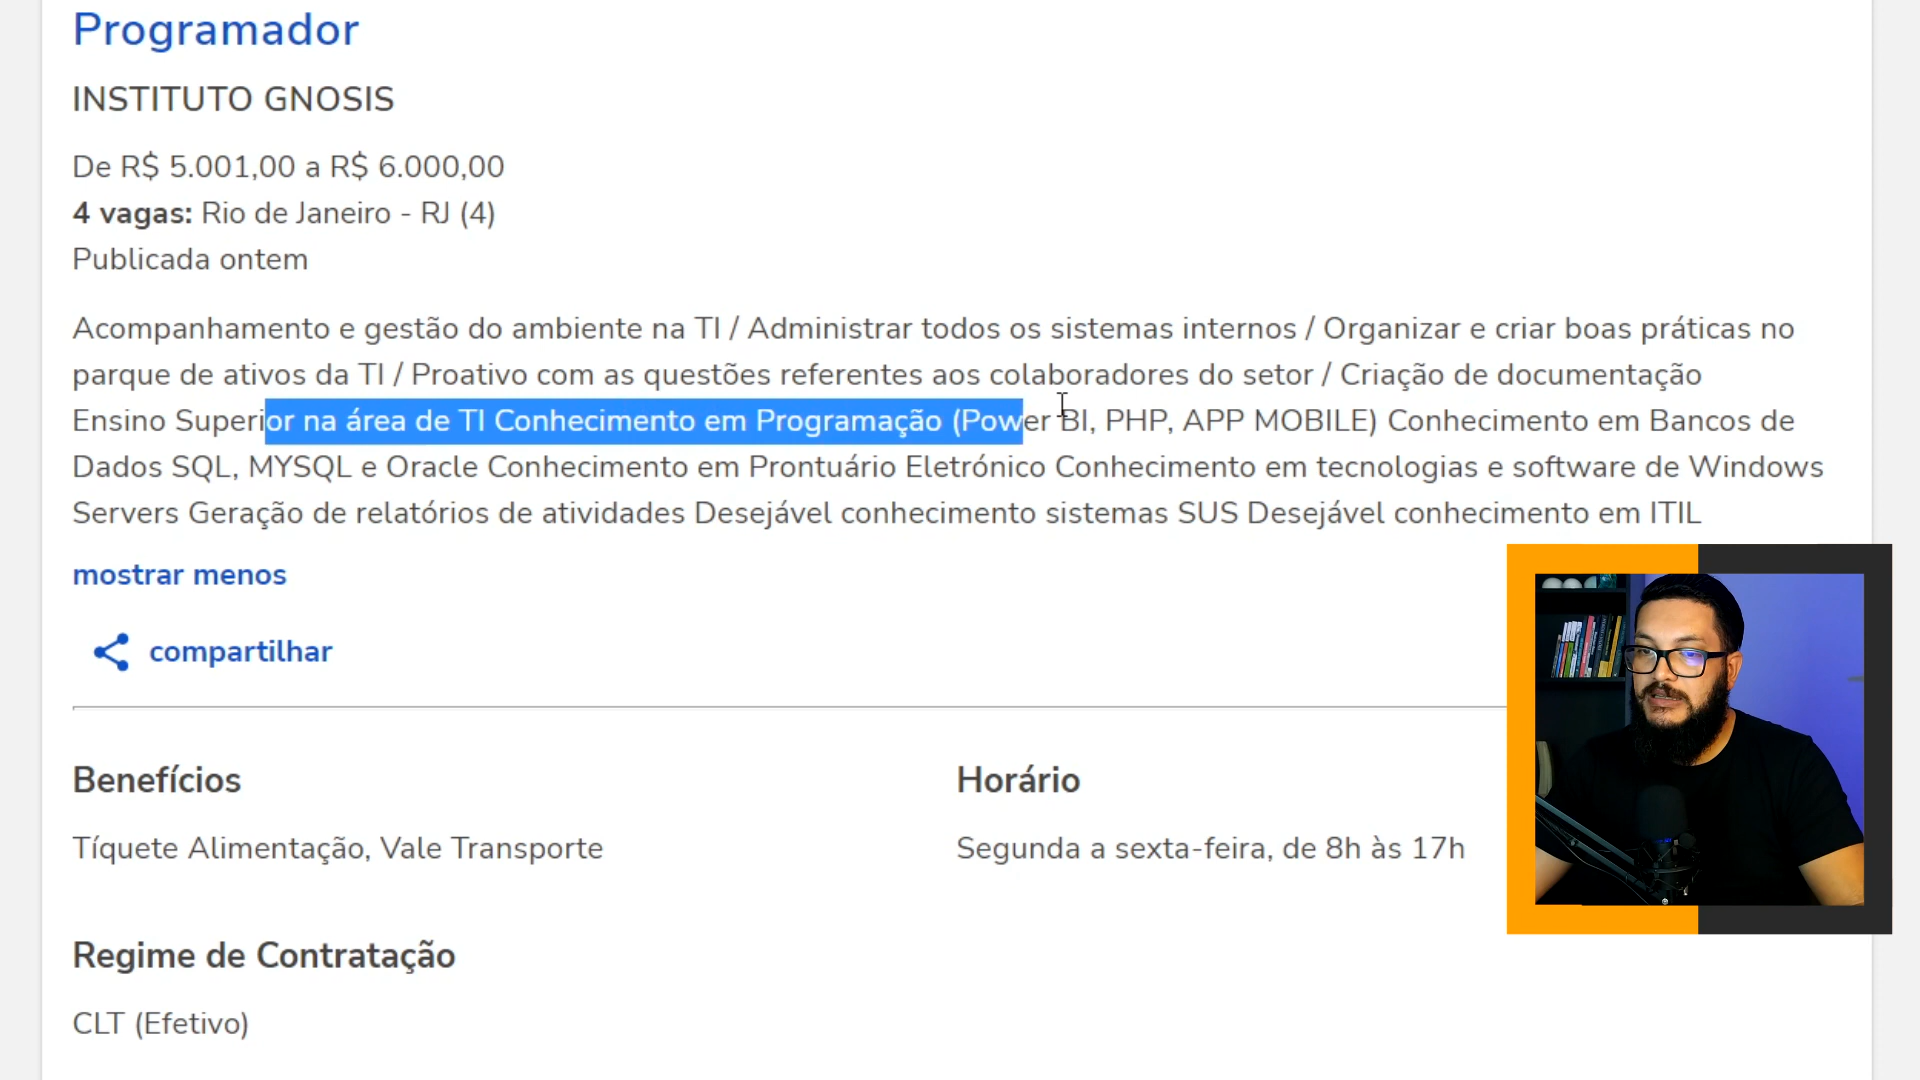 Programador
INSTITUTO GNOSIS
De R$ 5.001,00 a R$ 6.000,00
4 vagas: Rio de Janeiro - RJ (4)
Publicada ontem
Acompanhamento e gestão do ambiente na TI / Administrar todos os sistemas internos / Organizar e criar boas práticas no
parque de ativos da TI / Proativo com as questões referentes aos colaboradores do setor / Criação de documentação
Ensino Superior na área de TI Conhecimento em Programação (Power BI, PHP, APP MOBILE) Conhecimento em Bancos de
Dados SQL, MYSQL e Oracle Conhecimento em Prontuário Eletrónico Conhecimento em tecnologias e software de Windows
Servers Geração de relatórios de atividades Desejável conhecimento sistemas SUS Desejável conhecimento em ITIL
mostrar menos
compartilhar
Benefícios
Tíquete Alimentação, Vale Transporte
Horário
Segunda a sexta-feira, de 8h às 17h
Regime de Contratação
CLT (Efetivo)